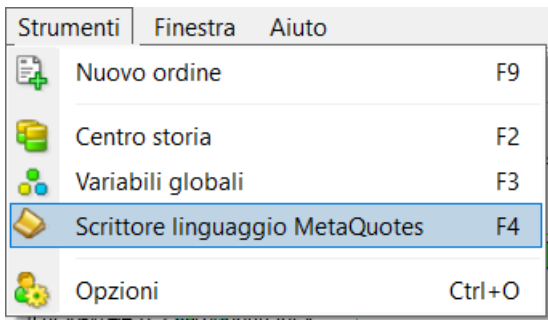 Strumenti Finestra Aiuto
Nuovo ordine F9
Centro storia F2
Variabili globali F3
Scrittore linguaggio MetaQuotes F4
Opzioni Ctrl+O